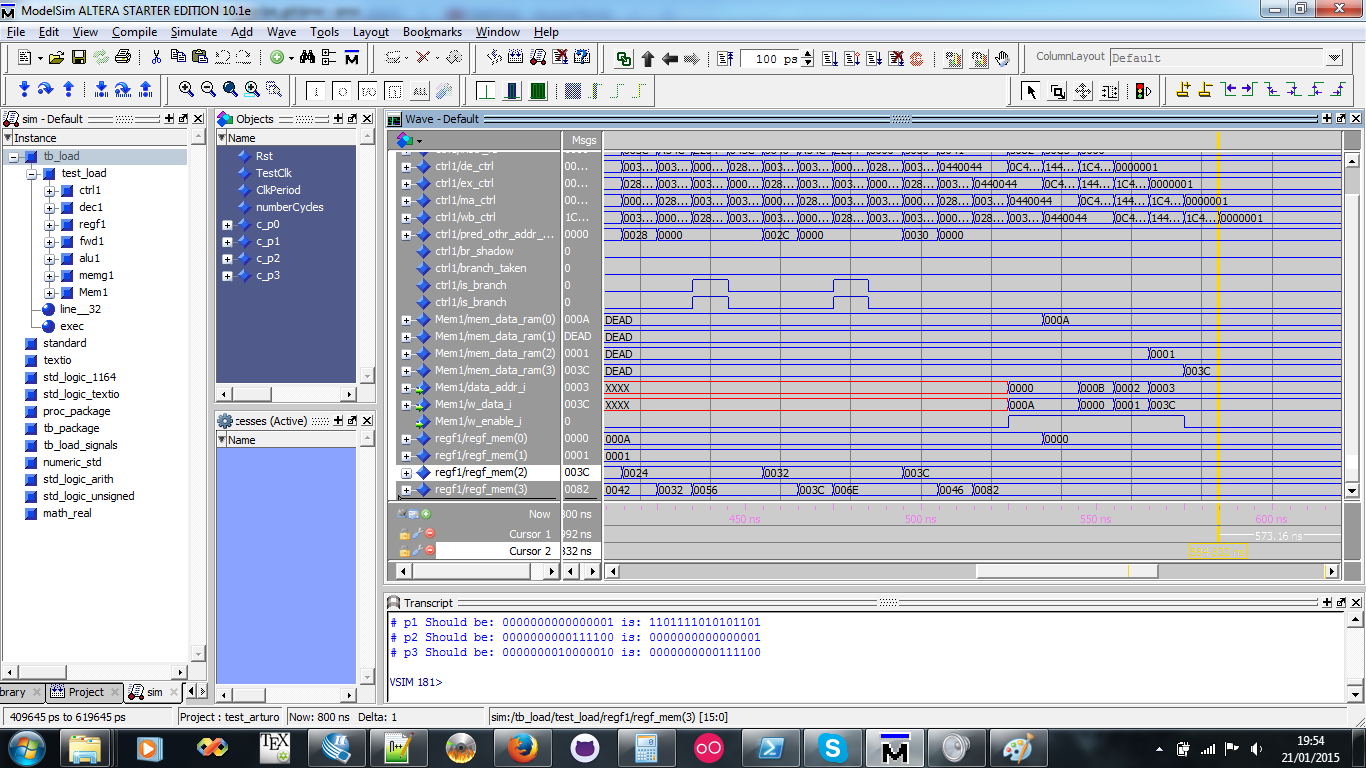 ModelSim ALTERA STARTER EDITION 10.1e
File Edit View Compile Simulate Add Wave Tools Layout Bookmarks Window Help
100 ps
ColumnLayout Default
sim - Default
Instance
tb_load
test_load
ctrl1
dec1
regf1
fwd1
alu1
memg1
Mem1
line__32
exec
standard
textio
std_logic_1164
std_logic_textio
proc_package
tb_package
tb_load_signals
numeric_std
std_logic_arith
std_logic_unsigned
math_real
brary Project sim
Objects
Name
Rst
TestClk
ClkPeriod
numberCycles
c_p0
c_p1
c_p2
c_p3
cesses (Active)
Name
Wave - Default
Msgs
ctrl1/de_ctrl 00... 003... 003... 000... 028... 003... 003... 000... 028... 003... 0440044 0C4... 144... 1C4... 0000001
ctrl1/ex_ctrl 00... 028... 003... 003... 000... 028... 003... 003... 000... 028... 003... 0440044 0C4... 144... 1C4... 0000001
ctrl1/ma_ctrl 00... 000... 028... 003... 003... 000... 028... 003... 003... 000... 028... 003... 0440044 0C4... 144... 1C4... 0000001
ctrl1/wb_ctrl 1C... 003... 000... 028... 003... 003... 000... 028... 003... 003... 000... 028... 003... 0440044 0C4... 144... 1C4... 0000001
ctrl1/pred_othr_addr_... 0000 0028 0000 002C 0000 0030 0000
ctrl1/br_shadow 0
ctrl1/branch_taken 0
ctrl1/is_branch 0
ctrl1/is_branch 0
Mem1/mem_data_ram(0) 000A DEAD 000A
Mem1/mem_data_ram(1) DEAD DEAD
Mem1/mem_data_ram(2) 0001 DEAD 0001
Mem1/mem_data_ram(3) 003C DEAD 003C
Mem1/data_addr_i 0003 XXXX 0000 000B 0002 0003
Mem1/w_data_i 003C XXXX 000A 0000 0001 003C
Mem1/w_enable_i 0
regf1/regf_mem(0) 0000 000A 0000
regf1/regf_mem(1) 0001 0001
regf1/regf_mem(2) 003C 0024 0032 003C
regf1/regf_mem(3) 0082 0042 0032 0056 003C 006E 0046 0082
Now 800 ns 450 ns 500 ns 550 ns 600 ns
Cursor 1 992 ns 573.16 ns
Cursor 2 332 ns
Transcript
# p1 Should be: 0000000000000001 is: 1101111010101101
# p2 Should be: 0000000000111100 is: 0000000000000001
# p3 Should be: 0000000010000010 is: 0000000000111100
VSIM 181>
409645 ps to 619645 ps Project : test_arturo Now: 800 ns Delta: 1 sim:/tb_load/test_load/regf1/regf_mem(3) [15:0]
19:54
21/01/2015